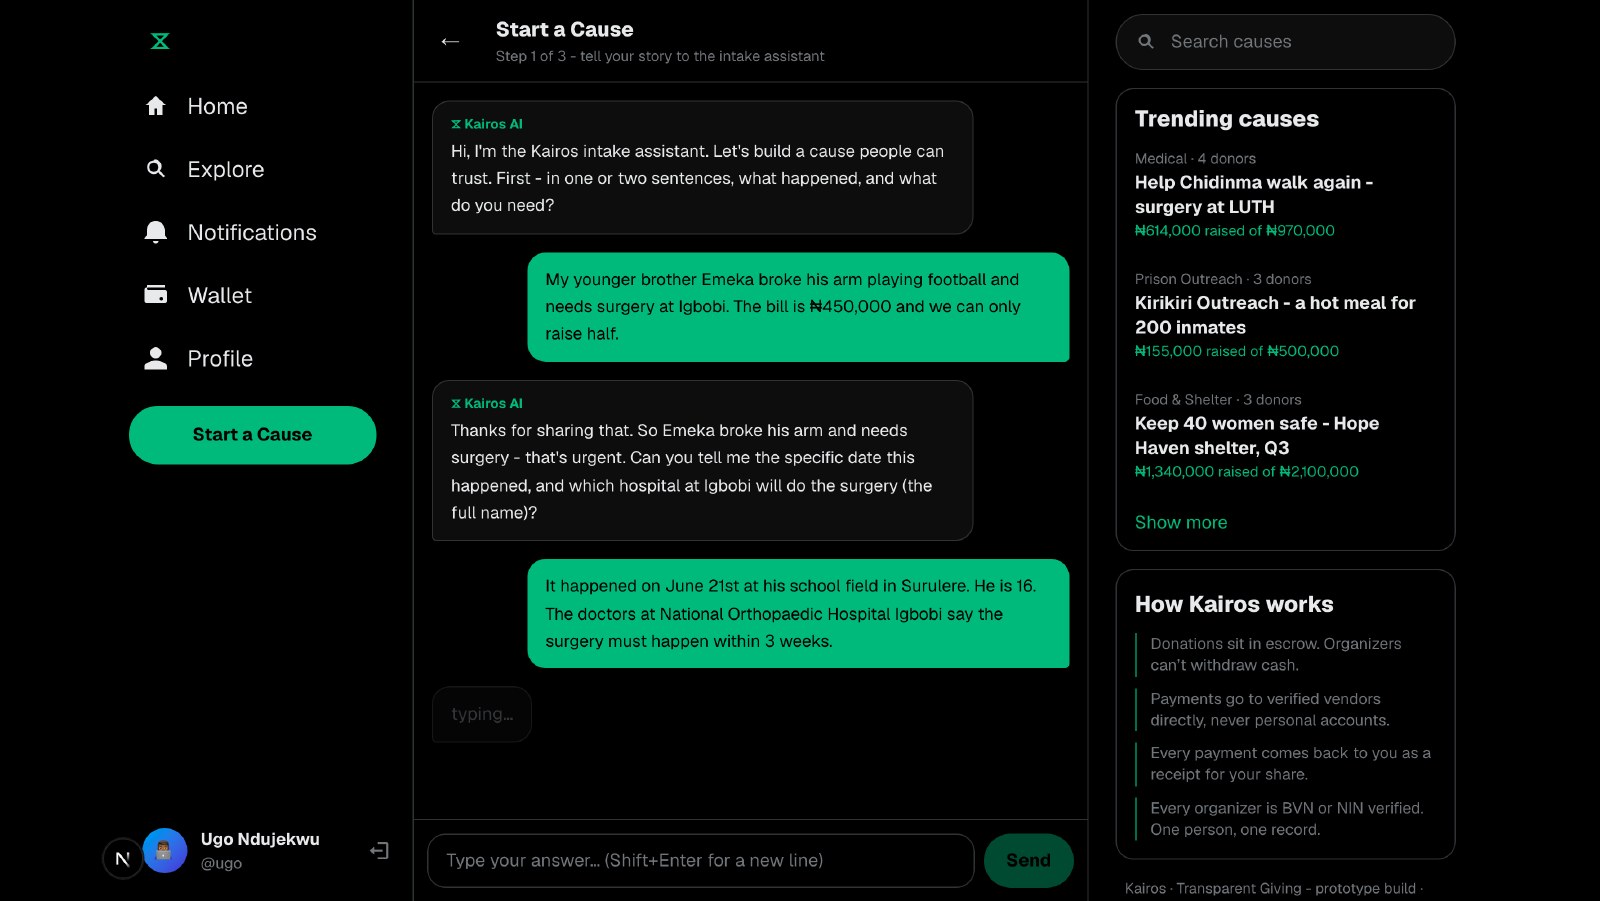 Home
Explore
Notifications
Wallet
Profile
Start a Cause
N
Ugo Ndujekwu
@ugo
←
Start a Cause
Step 1 of 3 - tell your story to the intake assistant
Kairos AI
Hi, I'm the Kairos intake assistant. Let's build a cause people can
trust. First - in one or two sentences, what happened, and what
do you need?
My younger brother Emeka broke his arm playing football and
needs surgery at Igbobi. The bill is ₦450,000 and we can only
raise half.
Kairos AI
Thanks for sharing that. So Emeka broke his arm and needs
surgery - that's urgent. Can you tell me the specific date this
happened, and which hospital at Igbobi will do the surgery (the
full name)?
It happened on June 21st at his school field in Surulere. He is 16.
The doctors at National Orthopaedic Hospital Igbobi say the
surgery must happen within 3 weeks.
typing...
Type your answer... (Shift+Enter for a new line)
Send
Search causes
Trending causes
Medical · 4 donors
Help Chidinma walk again -
surgery at LUTH
₦614,000 raised of ₦970,000
Prison Outreach · 3 donors
Kirikiri Outreach - a hot meal for
200 inmates
₦155,000 raised of ₦500,000
Food & Shelter · 3 donors
Keep 40 women safe - Hope
Haven shelter, Q3
₦1,340,000 raised of ₦2,100,000
Show more
How Kairos works
Donations sit in escrow. Organizers
can't withdraw cash.
Payments go to verified vendors
directly, never personal accounts.
Every payment comes back to you as a
receipt for your share.
Every organizer is BVN or NIN verified.
One person, one record.
Kairos · Transparent Giving - prototype build ·